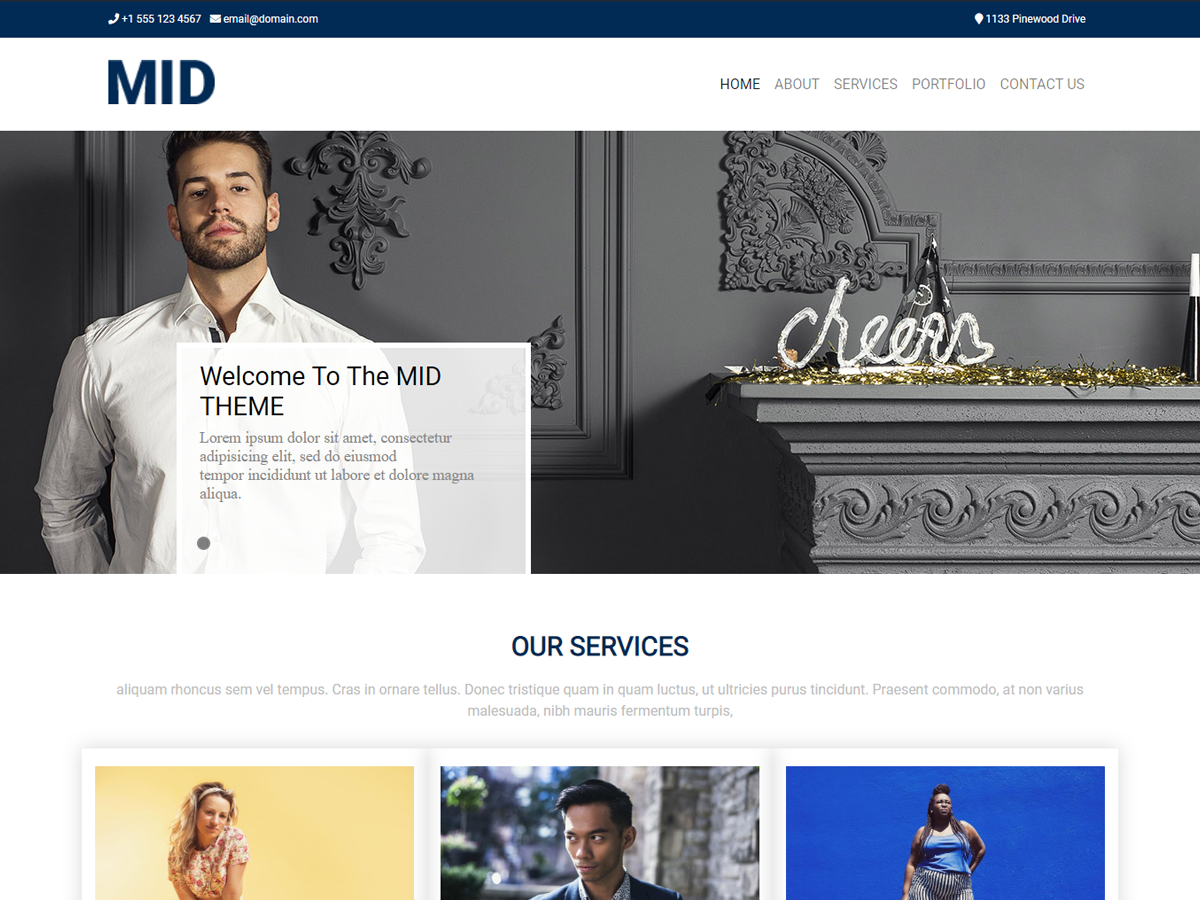 +1 555 123 4567 email@domain.com 1133 Pinewood Drive
MID
HOME ABOUT SERVICES PORTFOLIO CONTACT US
cheers
Welcome To The MID
THEME
Lorem ipsum dolor sit amet, consectetur
adipisicing elit, sed do eiusmod
tempor incididunt ut labore et dolore magna
aliqua.
OUR SERVICES
aliquam rhoncus sem vel tempus. Cras in ornare tellus. Donec tristique quam in quam luctus, ut ultricies purus tincidunt. Praesent commodo, at non varius
malesuada, nibh mauris fermentum turpis,